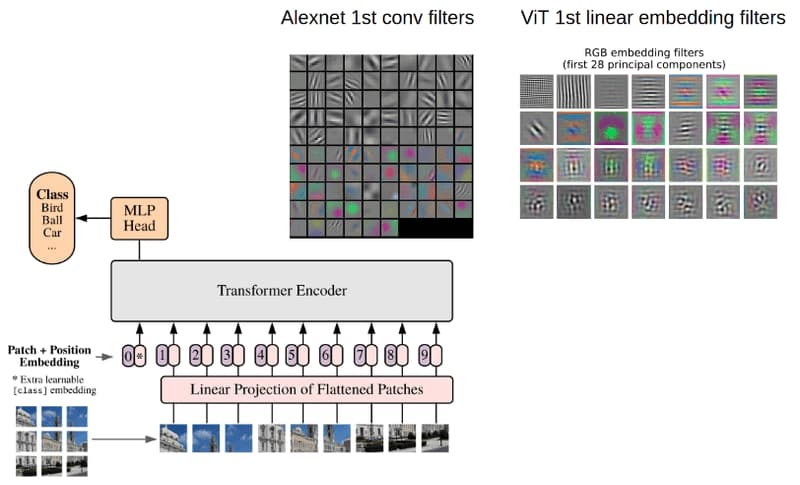 Alexnet 1st conv filters
ViT 1st linear embedding filters
RGB embedding filters
(first 28 principal components)
Class
Bird
Ball
Car
...
MLP
Head
Transformer Encoder
Patch + Position
Embedding
* Extra learnable
[class] embedding
0 * 1 2 3 4 5 6 7 8 9
Linear Projection of Flattened Patches